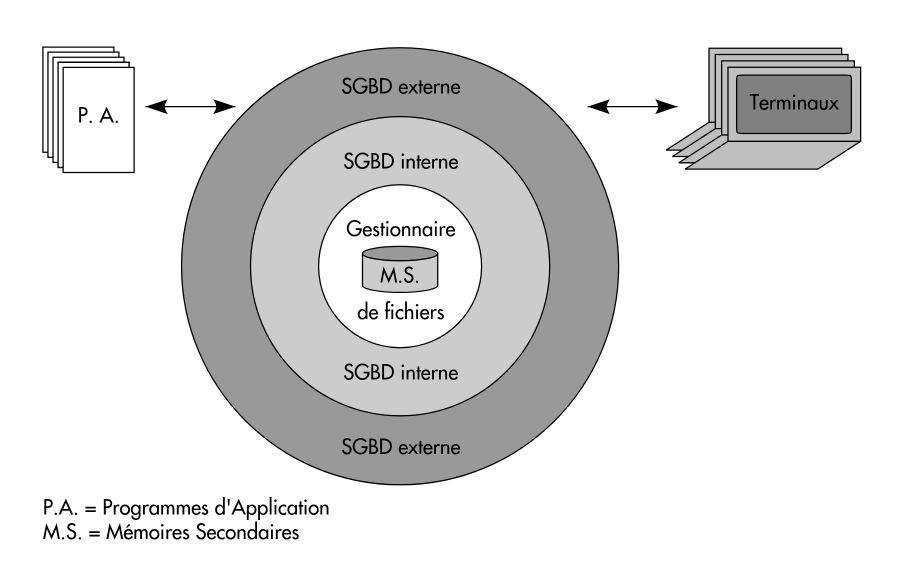 P. A.
SGBD externe
Terminaux
SGBD interne
Gestionnaire
M.S.
de fichiers
SGBD interne
SGBD externe
P.A. = Programmes d'Application
M.S. = Mémoires Secondaires